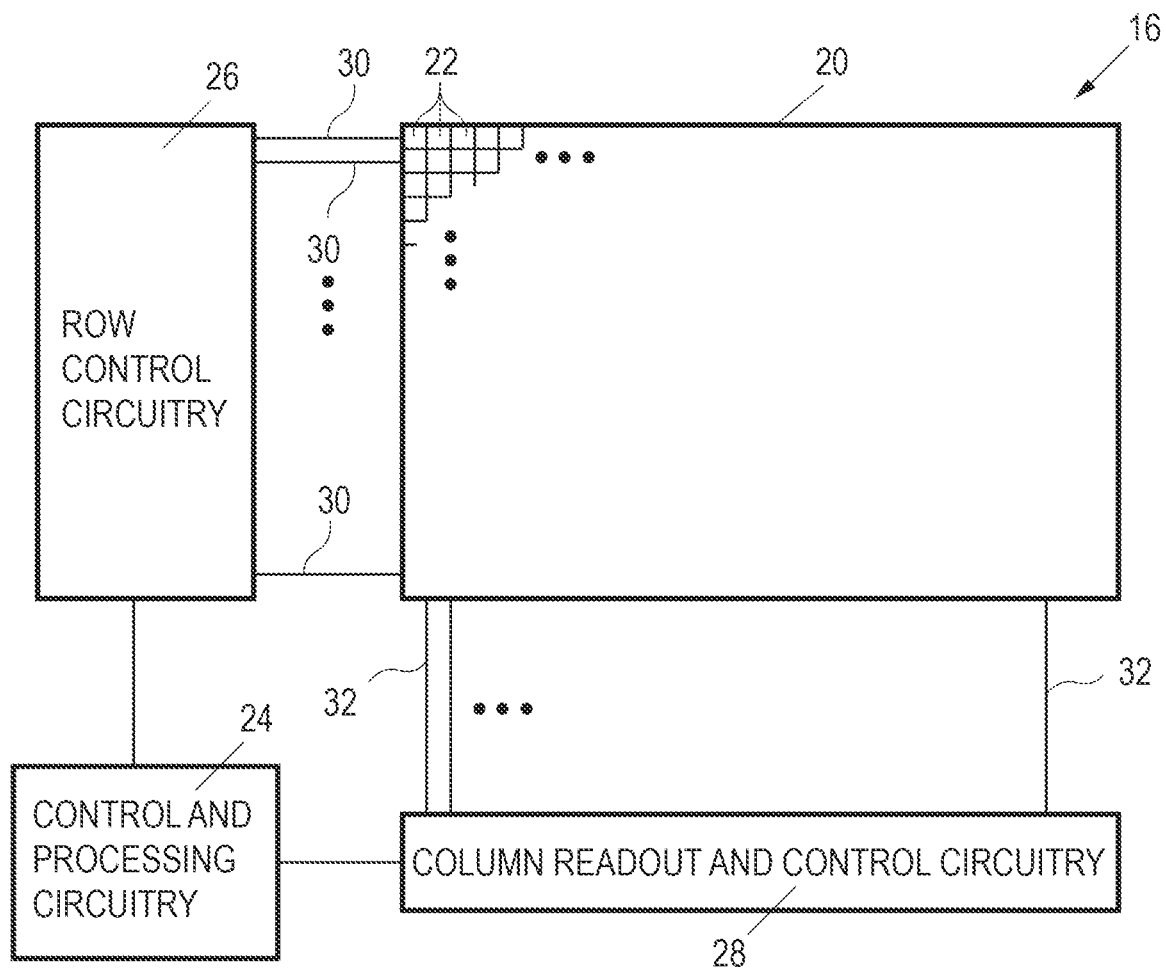 16
26
30
22
20
30
ROW
CONTROL
CIRCUITRY
30
32
32
24
CONTROL AND
PROCESSING
CIRCUITRY
COLUMN READOUT AND CONTROL CIRCUITRY
28